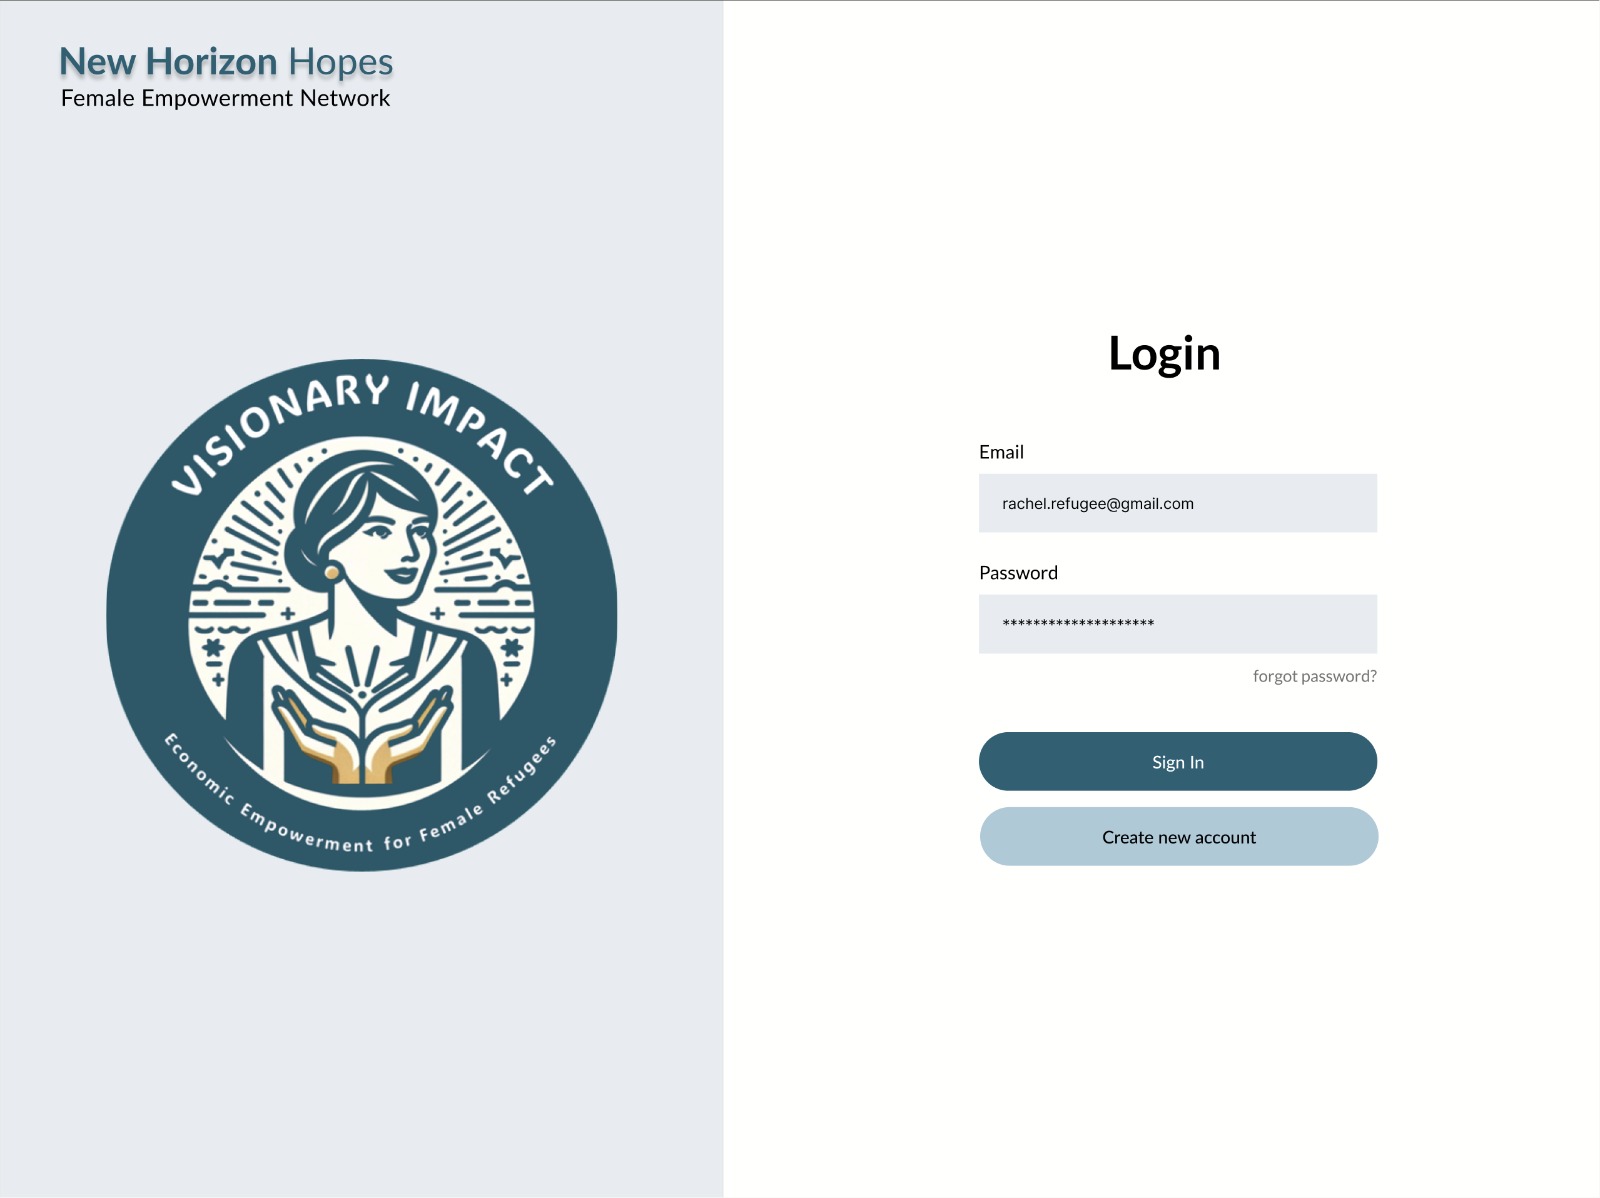 New Horizon Hopes
Female Empowerment Network
VISIONARY IMPACT
Economic Empowerment for Female Refugees
Login
Email
rachel.refugee@gmail.com
Password
********************
forgot password?
Sign In
Create new account